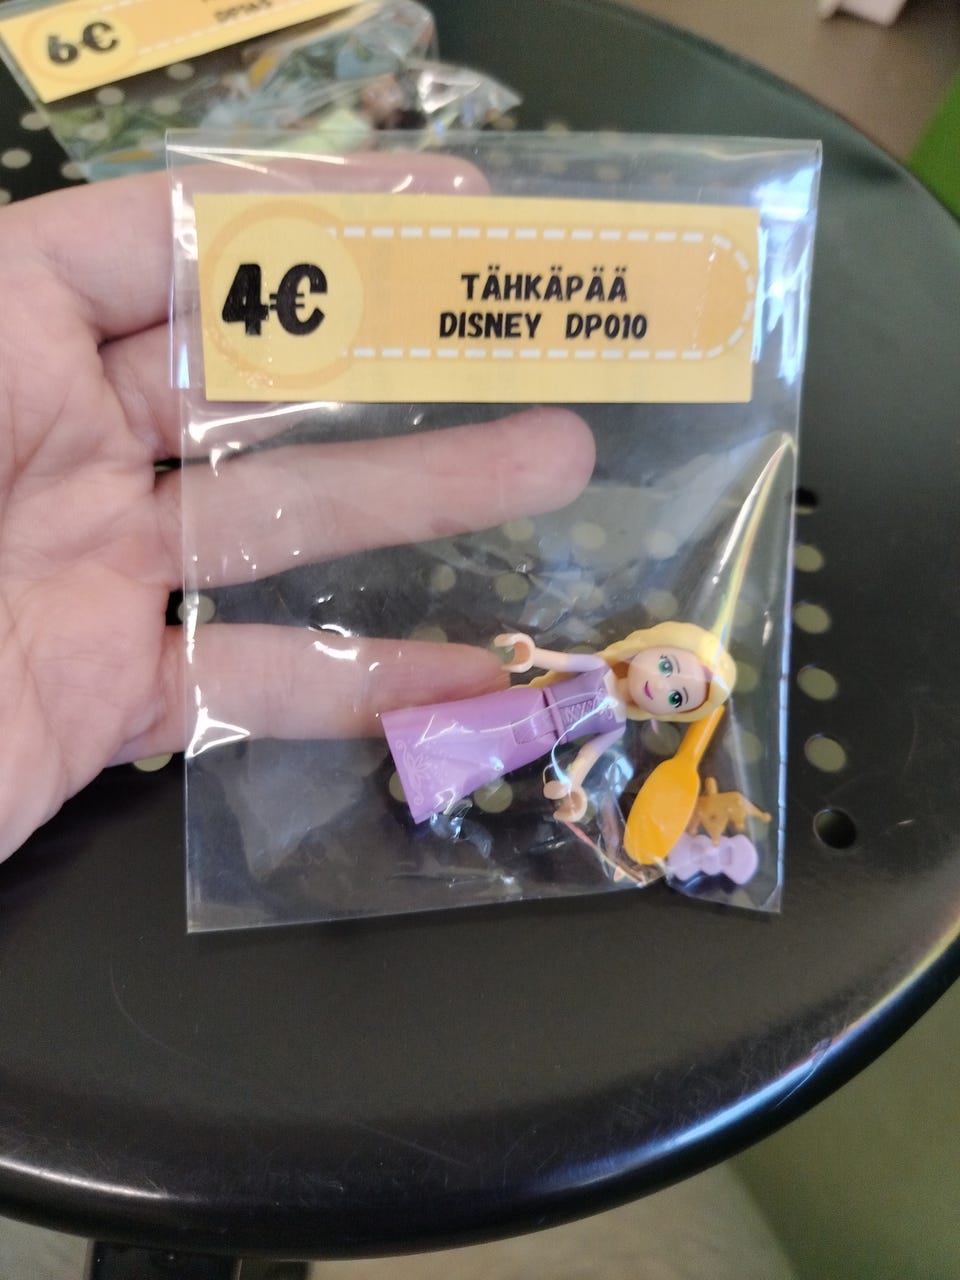 6€
4€
TÄHKÄPÄÄ
DISNEY DP010